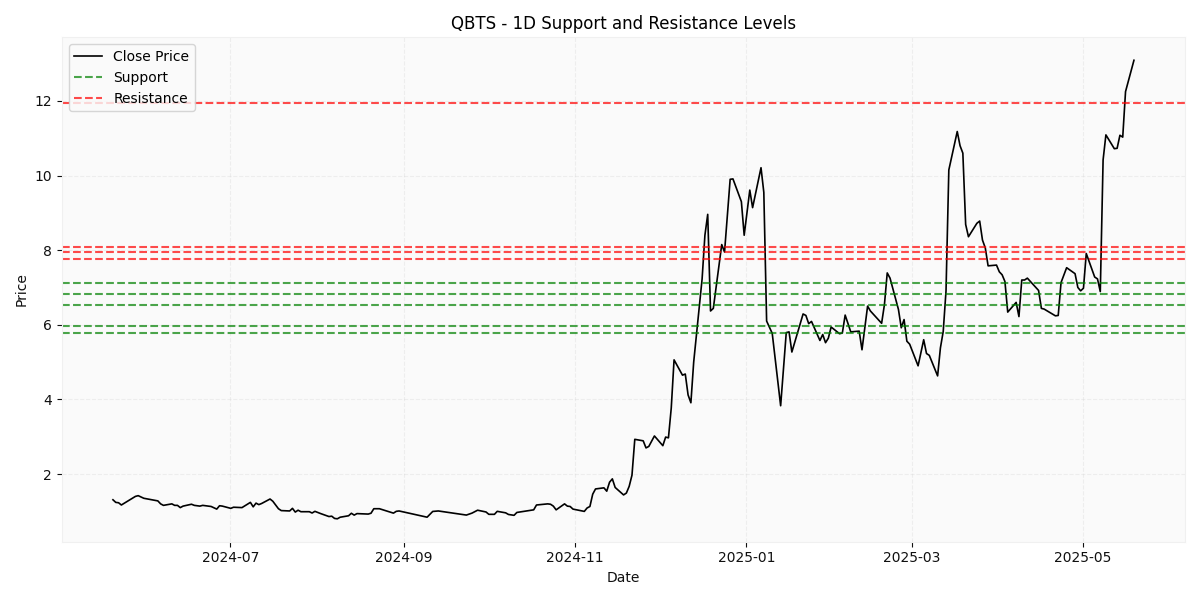 QBTS - 1D Support and Resistance Levels
Close Price
Support
Resistance
12
10
8
6
4
2
Price
2024-07
2024-09
2024-11
2025-01
2025-03
2025-05
Date